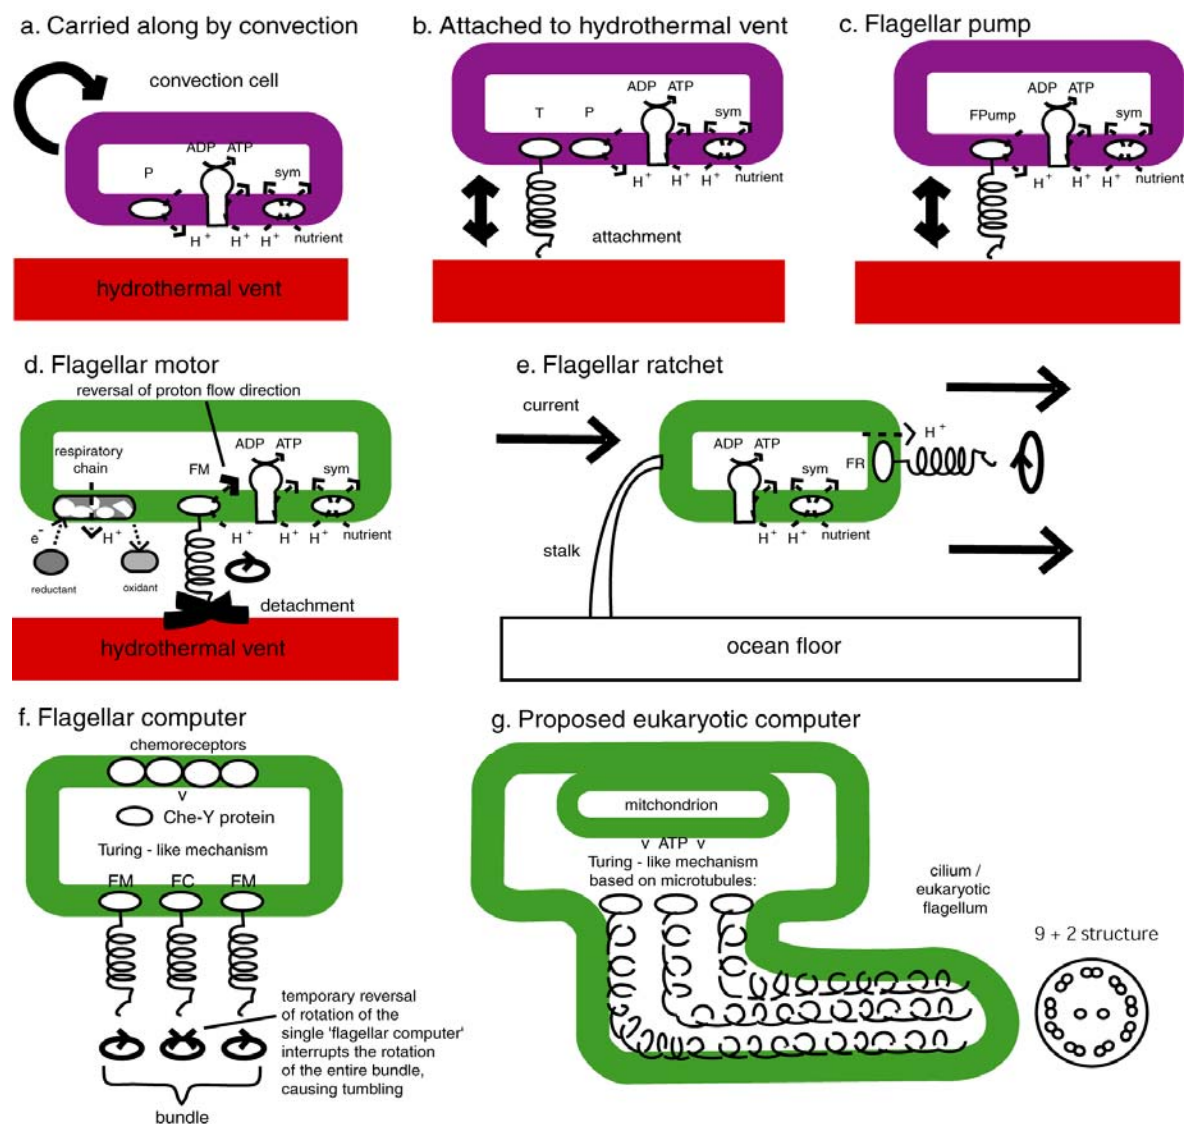 a. Carried along by convection
convection cell
ADP ATP
P
sym
H+ H+ H+ nutrient
hydrothermal vent
b. Attached to hydrothermal vent
ADP ATP
T P
sym
H+ H+ H+ nutrient
attachment
c. Flagellar pump
ADP ATP
FPump
sym
H+ H+ H+ nutrient
d. Flagellar motor
reversal of proton flow direction
respiratory
chain
ADP ATP
FM
sym
e- H+
H+ H+ H+ nutrient
reductant
oxidant
detachment
hydrothermal vent
e. Flagellar ratchet
current
ADP ATP
sym
FR
H+
H+ H+ nutrient
stalk
ocean floor
f. Flagellar computer
chemoreceptors
v
Che-Y protein
Turing - like mechanism
FM FC FM
temporary reversal
of rotation of the
single 'flagellar computer'
interrupts the rotation
of the entire bundle,
causing tumbling
bundle
g. Proposed eukaryotic computer
mitchondrion
v ATP v
Turing - like mechanism
based on microtubules:
cilium /
eukaryotic
flagellum
9 + 2 structure